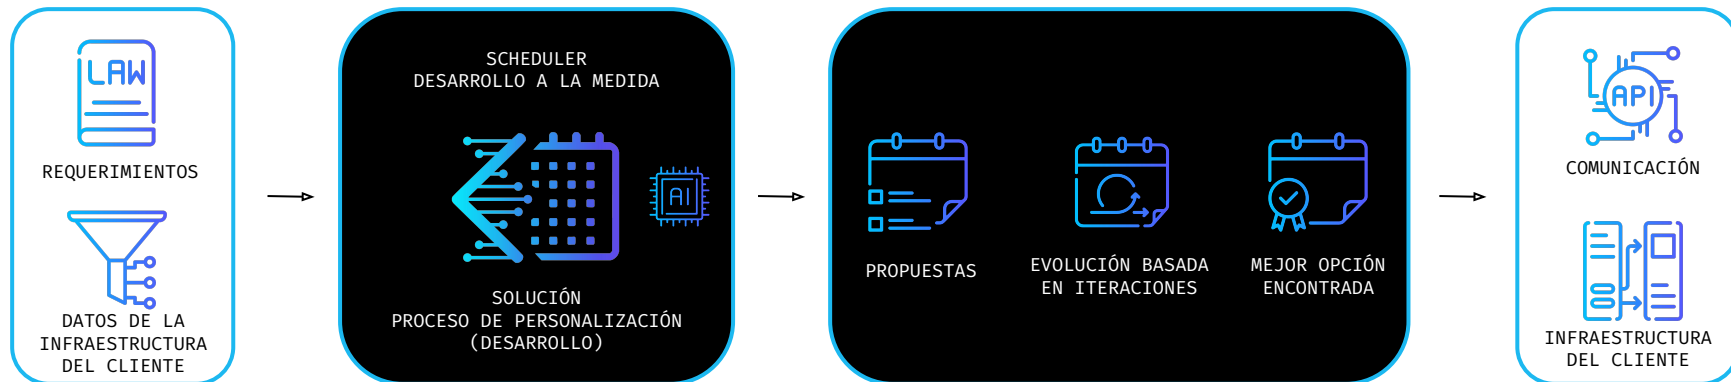 LAW
REQUERIMIENTOS
DATOS DE LA
INFRAESTRUCTURA
DEL CLIENTE
SCHEDULER
DESARROLLO A LA MEDIDA
AI
SOLUCIÓN
PROCESO DE PERSONALIZACIÓN
(DESARROLLO)
PROPUESTAS
EVOLUCIÓN BASADA
EN ITERACIONES
MEJOR OPCIÓN
ENCONTRADA
API
COMUNICACIÓN
INFRAESTRUCTURA
DEL CLIENTE